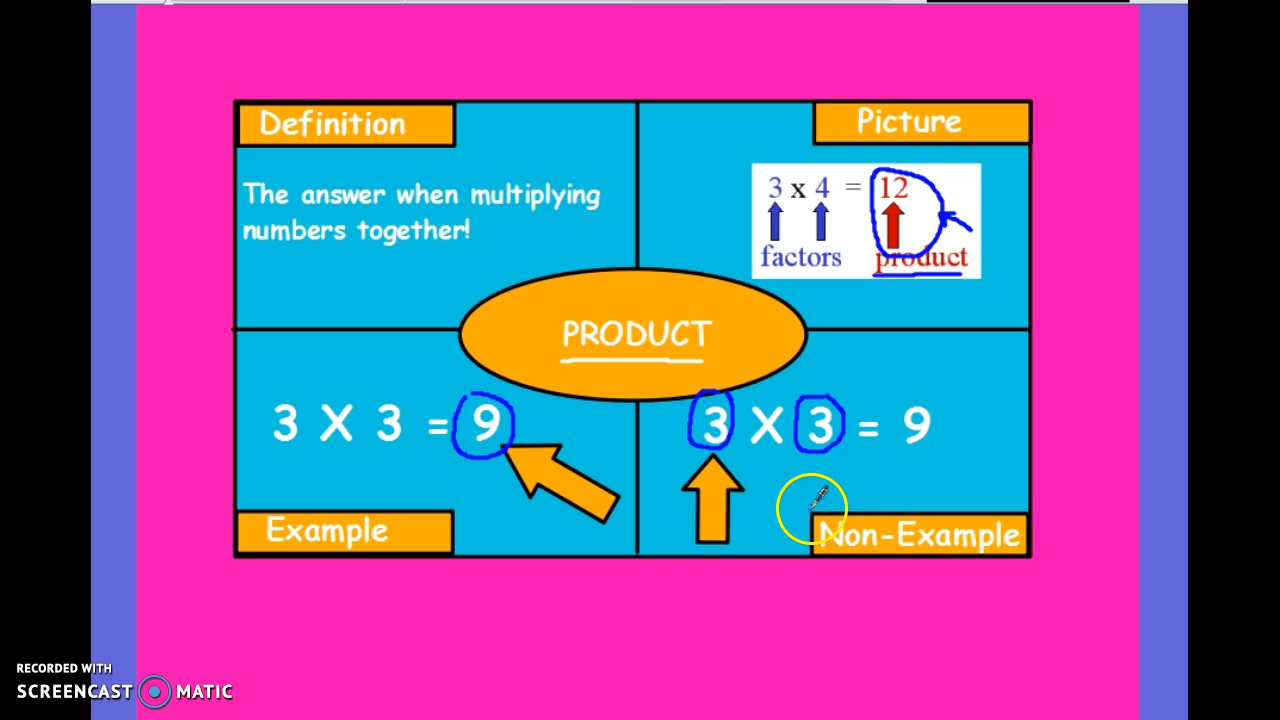 Definition
The answer when multiplying
numbers together!
Picture
3 x 4 = 12
factors product
PRODUCT
3 X 3 = 9
Example
3 X 3 = 9
Non-Example
RECORDED WITH
SCREENCAST MATIC